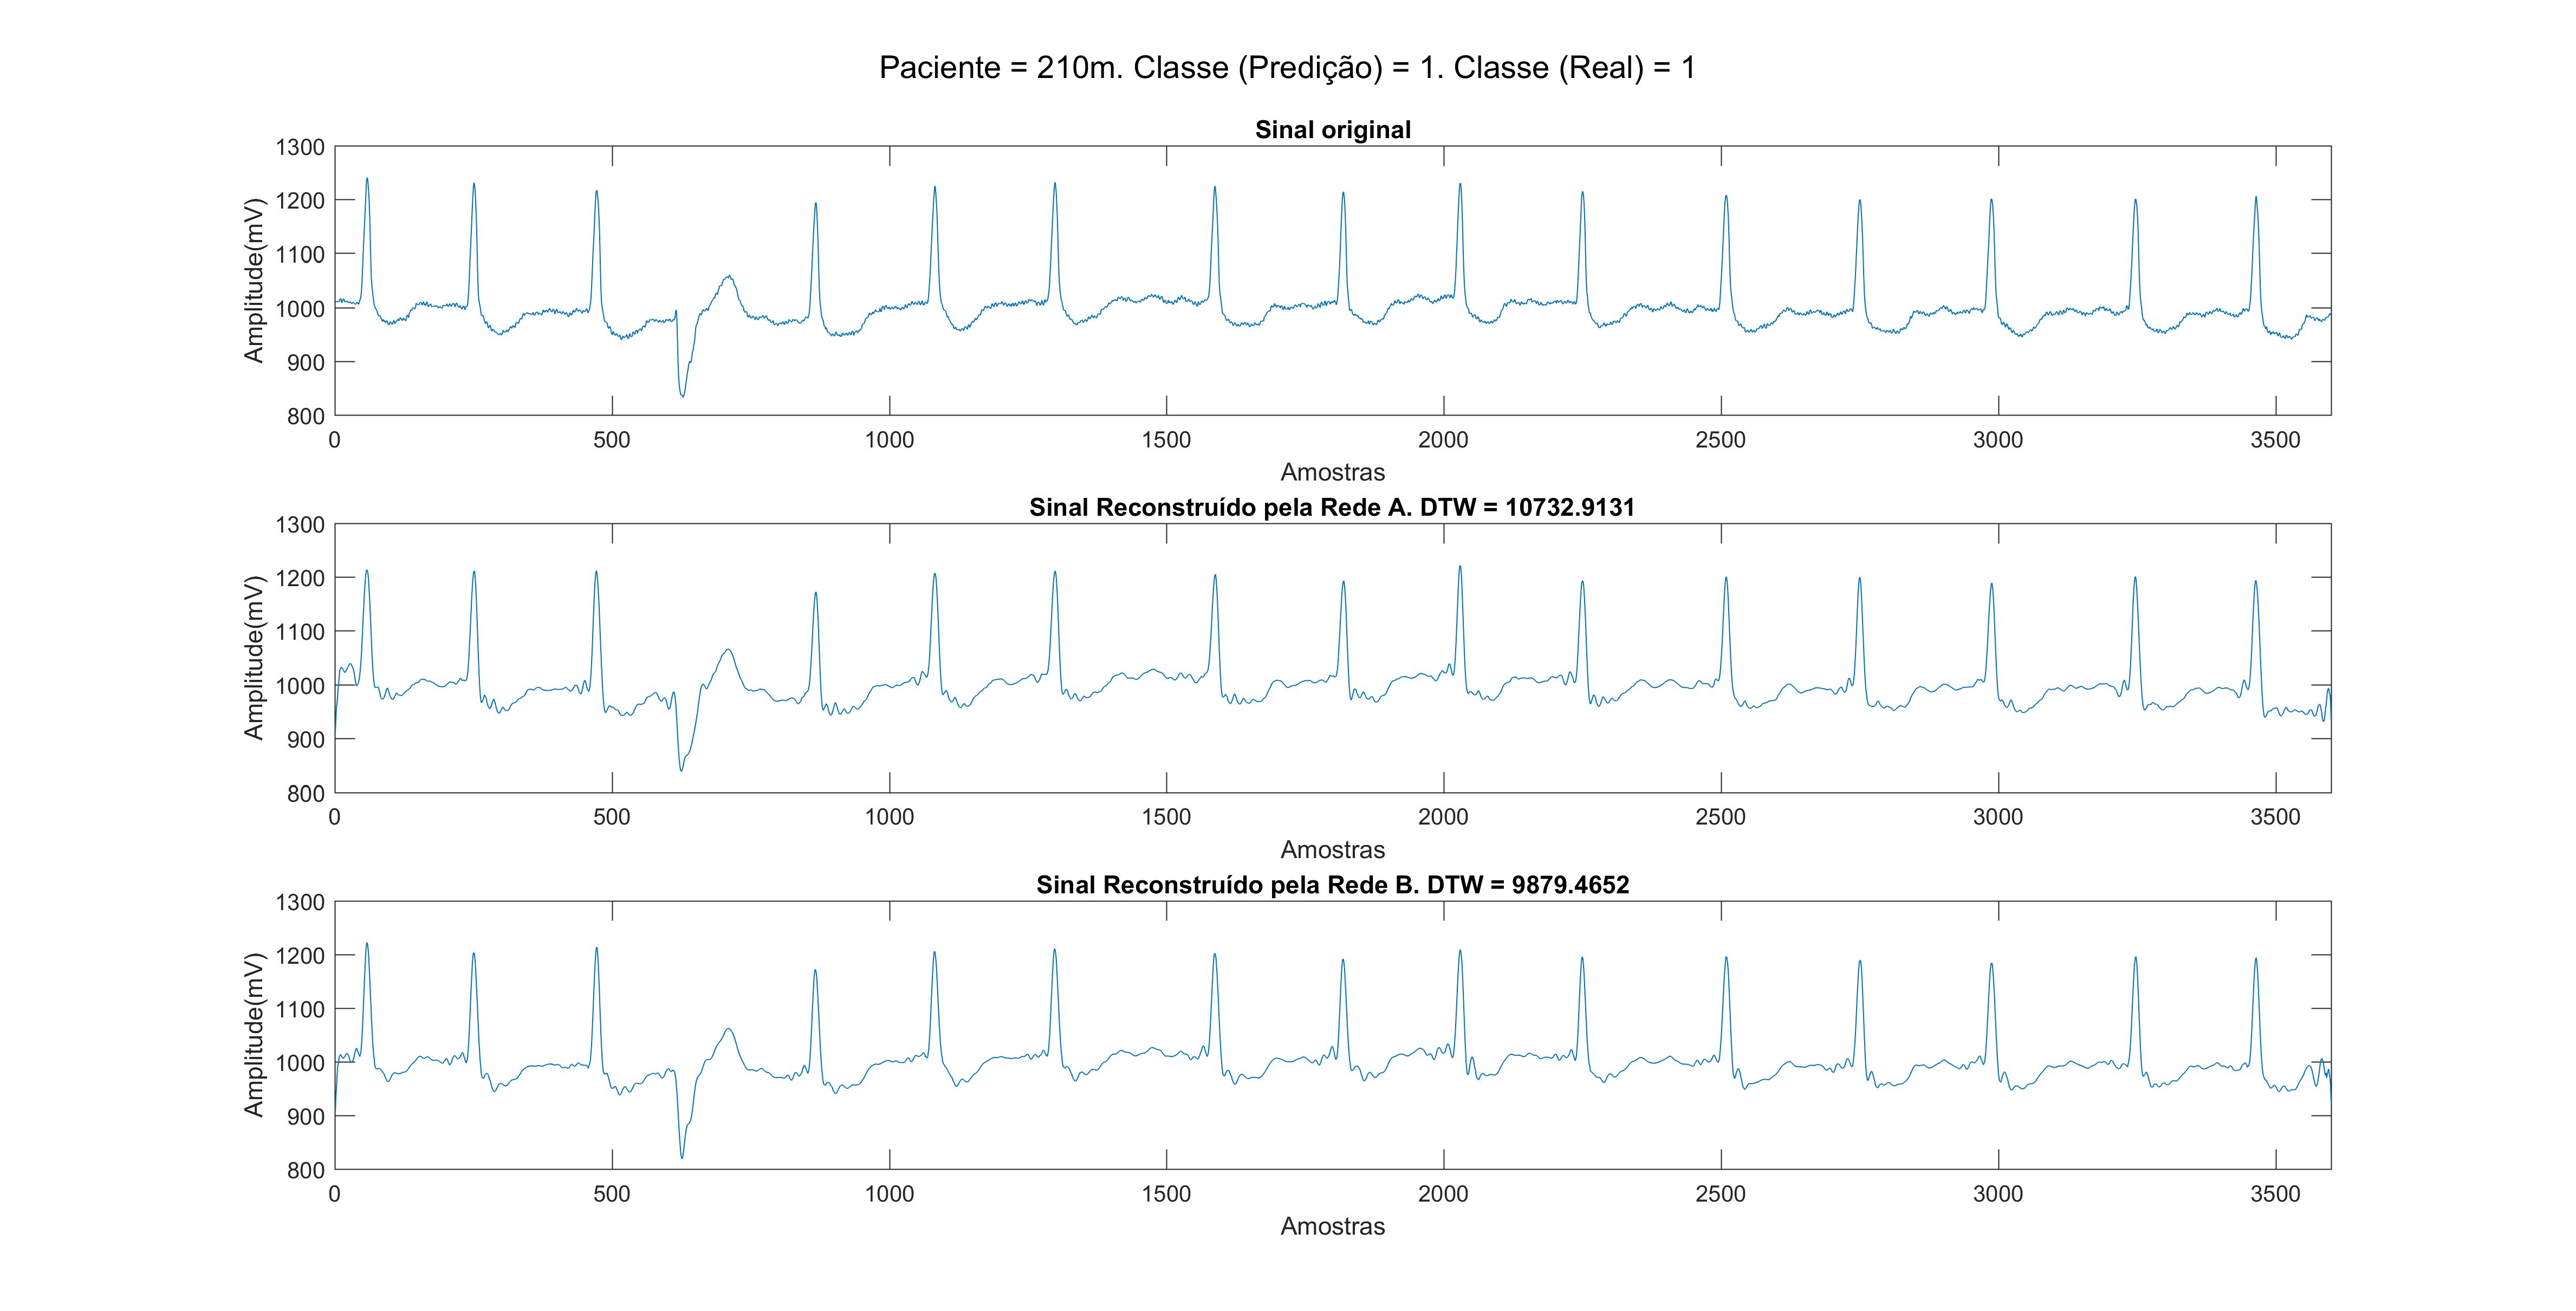 Paciente = 210m. Classe (Predição) = 1. Classe (Real) = 1
Sinal original
1300
1200
1100
1000
900
800
Amplitude(mV)
0 500 1000 1500 2000 2500 3000 3500
Amostras
Sinal Reconstruído pela Rede A. DTW = 10732.9131
1300
1200
1100
1000
900
800
Amplitude(mV)
0 500 1000 1500 2000 2500 3000 3500
Amostras
Sinal Reconstruído pela Rede B. DTW = 9879.4652
1300
1200
1100
1000
900
800
Amplitude(mV)
0 500 1000 1500 2000 2500 3000 3500
Amostras